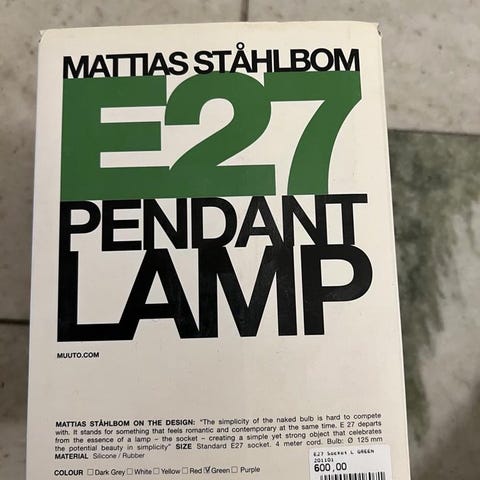 MATTIAS STÅHLBOM
E27
PENDANT
LAMP
MUUTO.COM
MATTIAS STÅHLBOM ON THE DESIGN: "The simplicity of the naked bulb is hard to compete
with. It stands for something that feels romantic and contemporary at the same time. E 27 departs
from the essence of a lamp – the socket – creating a simple yet strong object that celebrates
the potential beauty in simplicity" SIZE Standard E27 socket. 4 meter cord. Bulb: Ø 125 mm
MATERIAL Silicone / Rubber
COLOUR Dark Grey White Yellow Red Green Purple
E27 Socket L GREEN
201101
600,00